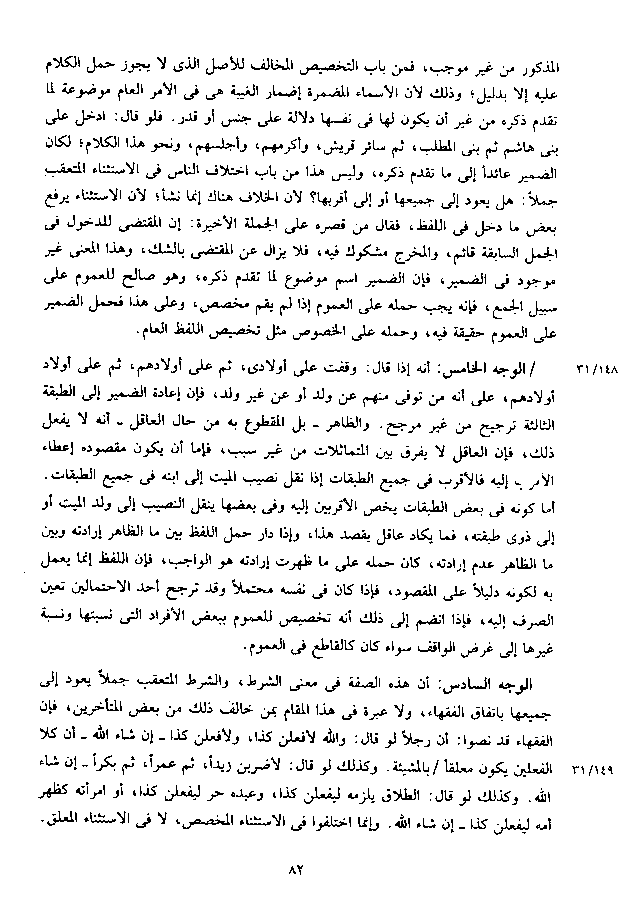 المذكور من غير موجب، فمن باب التخصيص المخالف للأصل الذى لا يجوز حمل الكلام
عليه إلا بدليل؛ وذلك لأن الأسماء المضمرة إضمار الغيبة هى فى الأمر العام موضوعة لما
تقدم ذكره من غير أن يكون لها فى نفسها دلالة على جنس أو قدر. فلو قال: ادخل على
بنى هاشم ثم بنى المطلب، ثم سائر قريش، وأكرمهم، وأجلسهم، ونحو هذا الكلام؛ لكان
الضمير عائداً إلى ما تقدم ذكره، وليس هذا من باب اختلاف الناس فى الاستثناء المتعقب
جملاً: هل يعود إلى جميعها أو إلى أقربها؟ لأن الخلاف هناك إنما نشأ؛ لأن الاستثناء يرفع
بعض ما دخل فى اللفظ، فقال من قصره على الجملة الأخيرة: إن المقتضى للدخول فى
الجمل السابقة قائم، والمخرج مشكوك فيه، فلا يزال عن المقتضى بالشك، وهذا المعنى غير
موجود فى الضمير، فإن الضمير اسم موضوع لما تقدم ذكره، وهو صالح للعموم على
سبيل الجمع، فإنه يجب حمله على العموم إذا لم يقم مخصص، وعلى هذا فحمل الضمير
على العموم حقيقة فيه، وحمله على الخصوص مثل تخصيص اللفظ العام.
٣١/١٤٨ / الوجه الخامس: أنه إذا قال: وقفت على أولادى، ثم على أولادهم، ثم على أولاد
أولادهم، على أنه من توفى منهم عن ولد أو عن غير ولد، فإن إعادة الضمير إلى الطبقة
الثالثة ترجيح من غير مرجح. والظاهر ـ بل المقطوع به من حال العاقل ـ أنه لا يفعل
ذلك، فإن العاقل لا يفرق بين المتماثلات من غير سبب، فإما أن يكون مقصوده إعطاء
الأقرب إليه فالأقرب فى جميع الطبقات إذا نقل نصيب الميت إلى ابنه فى جميع الطبقات.
أما كونه فى بعض الطبقات يخص الأقربين إليه وفى بعضها ينقل النصيب إلى ولد الميت أو
إلى ذوى طبقته، فما يكاد عاقل يقصد هذا، وإذا دار حمل اللفظ بين ما الظاهر إرادته وبين
ما الظاهر عدم إرادته، كان حمله على ما ظهرت إرادته هو الواجب، فإن اللفظ إنما يعمل
به لكونه دليلاً على المقصود، فإذا كان فى نفسه محتملاً وقد ترجح أحد الاحتمالين تعين
الصرف إليه، فإذا انضم إلى ذلك أنه تخصيص للعموم ببعض الأفراد التى نسبتها ونسبة
غيرها إلى غرض الواقف سواء كان كالقاطع فى العموم.
الوجه السادس: أن هذه الصفة فى معنى الشرط، والشرط المتعقب جملاً يعود إلى
جميعها باتفاق الفقهاء، ولا عبرة فى هذا المقام بمن خالف ذلك من بعض المتأخرين، فإن
الفقهاء قد نصوا: أن رجلاً لو قال: والله لأفعلن كذا، ولأفعلن كذا ـ إن شاء الله ـ أن كلا
٣١/١٤٩ الفعلين يكون معلقاً / بالمشيئة. وكذلك لو قال: لأضربن زيداً، ثم عمراً، ثم بكراً ـ إن شاء
الله. وكذلك لو قال: الطلاق يلزمه ليفعلن كذا، وعبده حر ليفعلن كذا، أو امرأته كظهر
أمه ليفعلن كذا ـ إن شاء الله. وإنما اختلفوا فى الاستثناء المخصص، لا فى الاستثناء المعلق.
٨٢